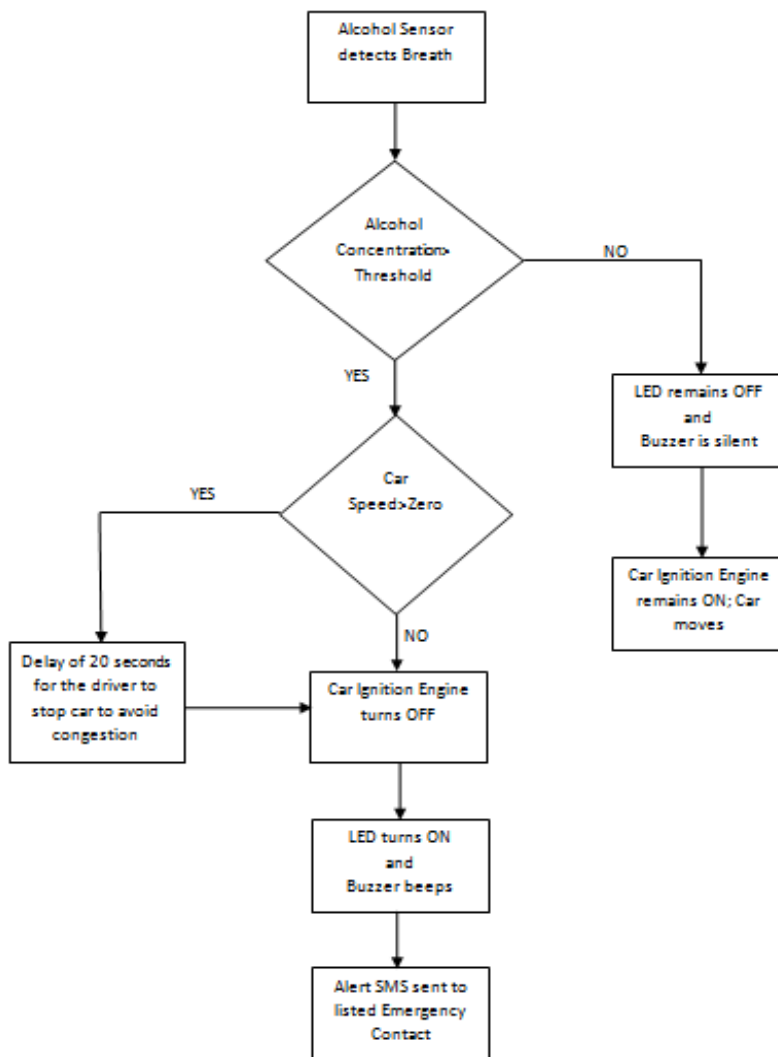 Alcohol Sensor
detects Breath
Alcohol
Concentration>
Threshold
NO
YES
LED remains OFF
and
Buzzer is silent
Car
Speed>Zero
YES
Car Ignition Engine
remains ON; Car
moves
NO
Delay of 20 seconds
for the driver to
stop car to avoid
congestion
Car Ignition Engine
turns OFF
LED turns ON
and
Buzzer beeps
Alert SMS sent to
listed Emergency
Contact